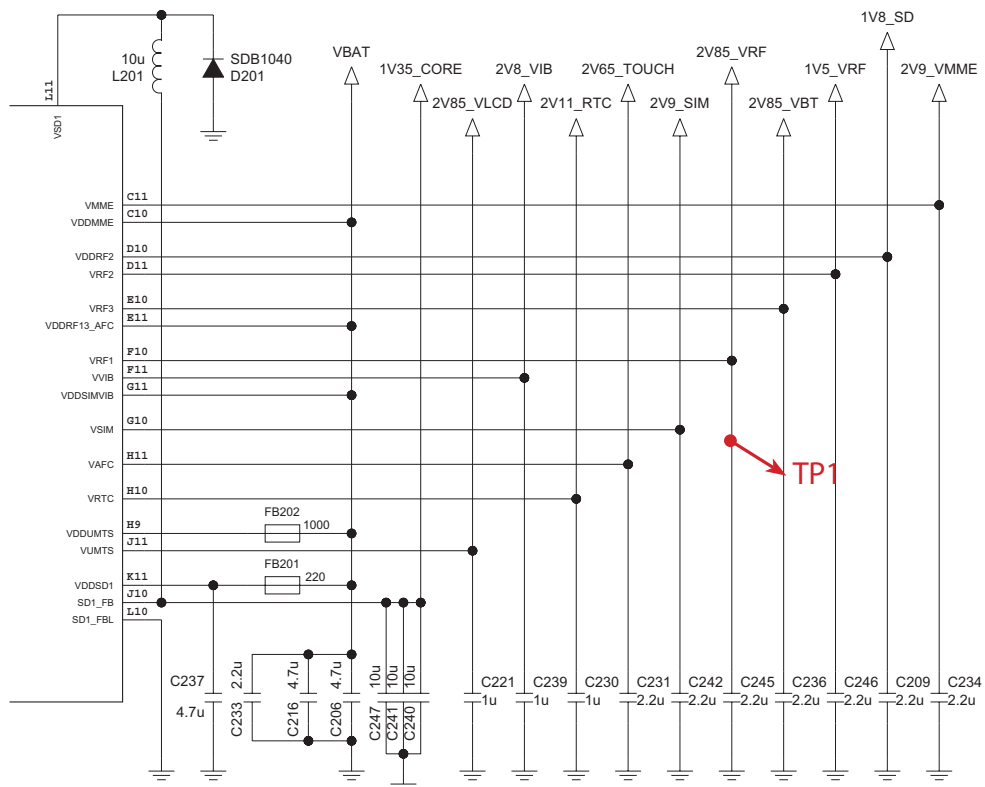 1V8_SD
VBAT
2V85_VRF
10u
L201
SDB1040
D201
1V35_CORE
2V8_VIB
2V65_TOUCH
1V5_VRF
2V9_VMME
2V85_VLCD
2V11_RTC
2V9_SIM
2V85_VBT
L11
VSD1
VMME C11
VDDMME C10
VDDRF2 D10
VRF2 D11
VRF3 E10
VDDRF13_AFC E11
VRF1 F10
VVIB F11
VDDSIMVIB G11
VSIM G10
VAFC H11
TP1
VRTC H10
FB202
VDDUMTS H9 1000
VUMTS J11
FB201
VDDSD1 K11 220
SD1_FB J10
SD1_FBL L10
C237
4.7u
C233 2.2u
C216 4.7u
C206 4.7u
C247 10u
C241 10u
C240 10u
C221
1u
C239
1u
C230
1u
C231
2.2u
C242
2.2u
C245
2.2u
C236
2.2u
C246
2.2u
C209
2.2u
C234
2.2u